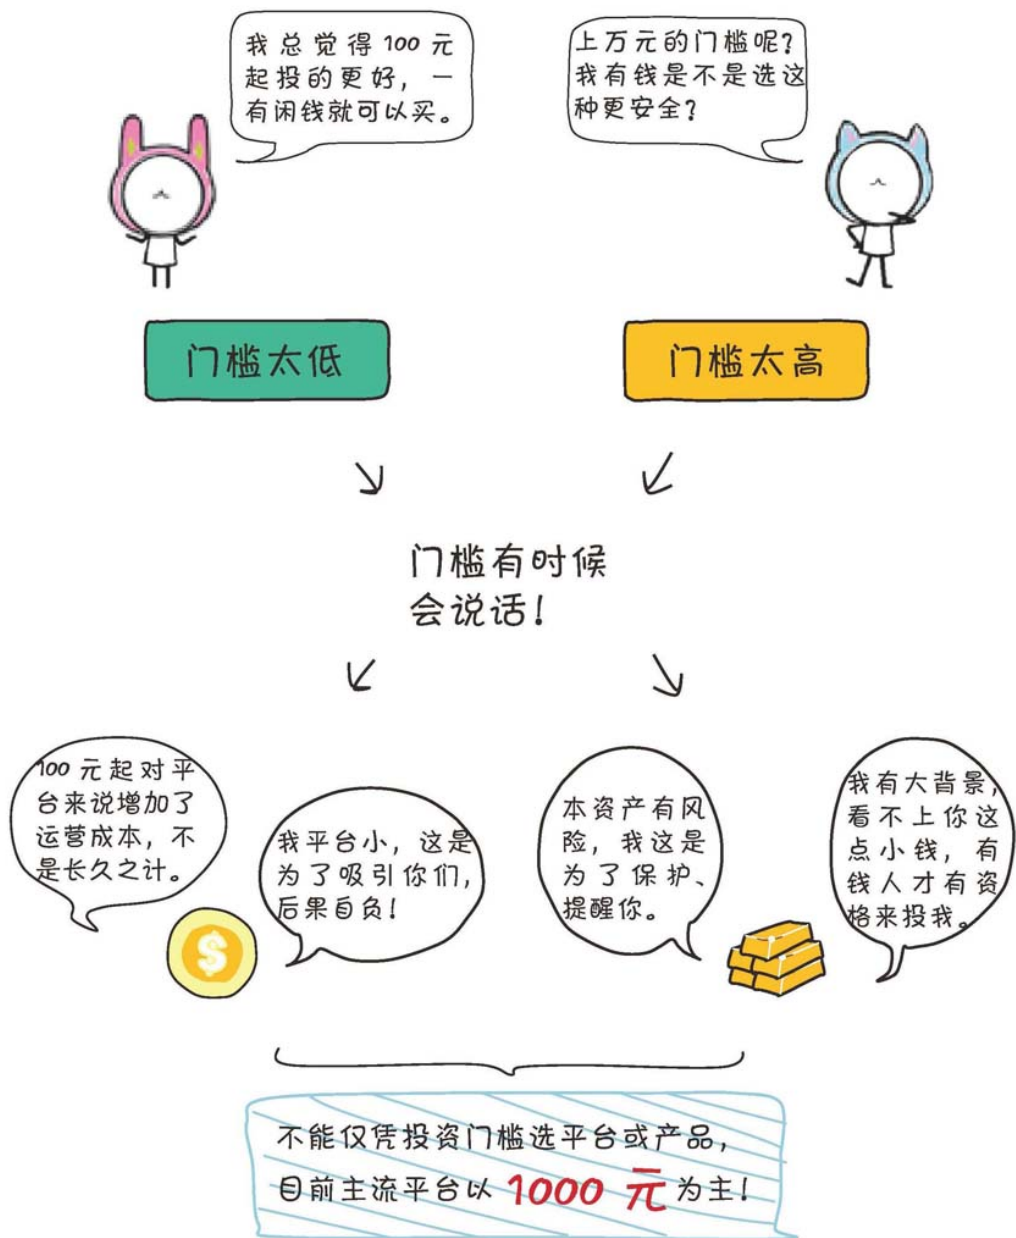 我总觉得100元
起投的更好，一
有闲钱就可以买。
上万元的门槛呢？
我有钱是不是选这
种更安全？
门槛太低
门槛太高
门槛有时候
会说话！
100元起对平
台来说增加了
运营成本，不
是长久之计。
我平台小，这是
为了吸引你们，
后果自负！
本资产有风
险，我这是
为了保护、
提醒你。
我有大背景，
看不上你这
点小钱，有
钱人才有资
格来投我。
$
不能仅凭投资门槛选平台或产品，
目前主流平台以1000元为主！